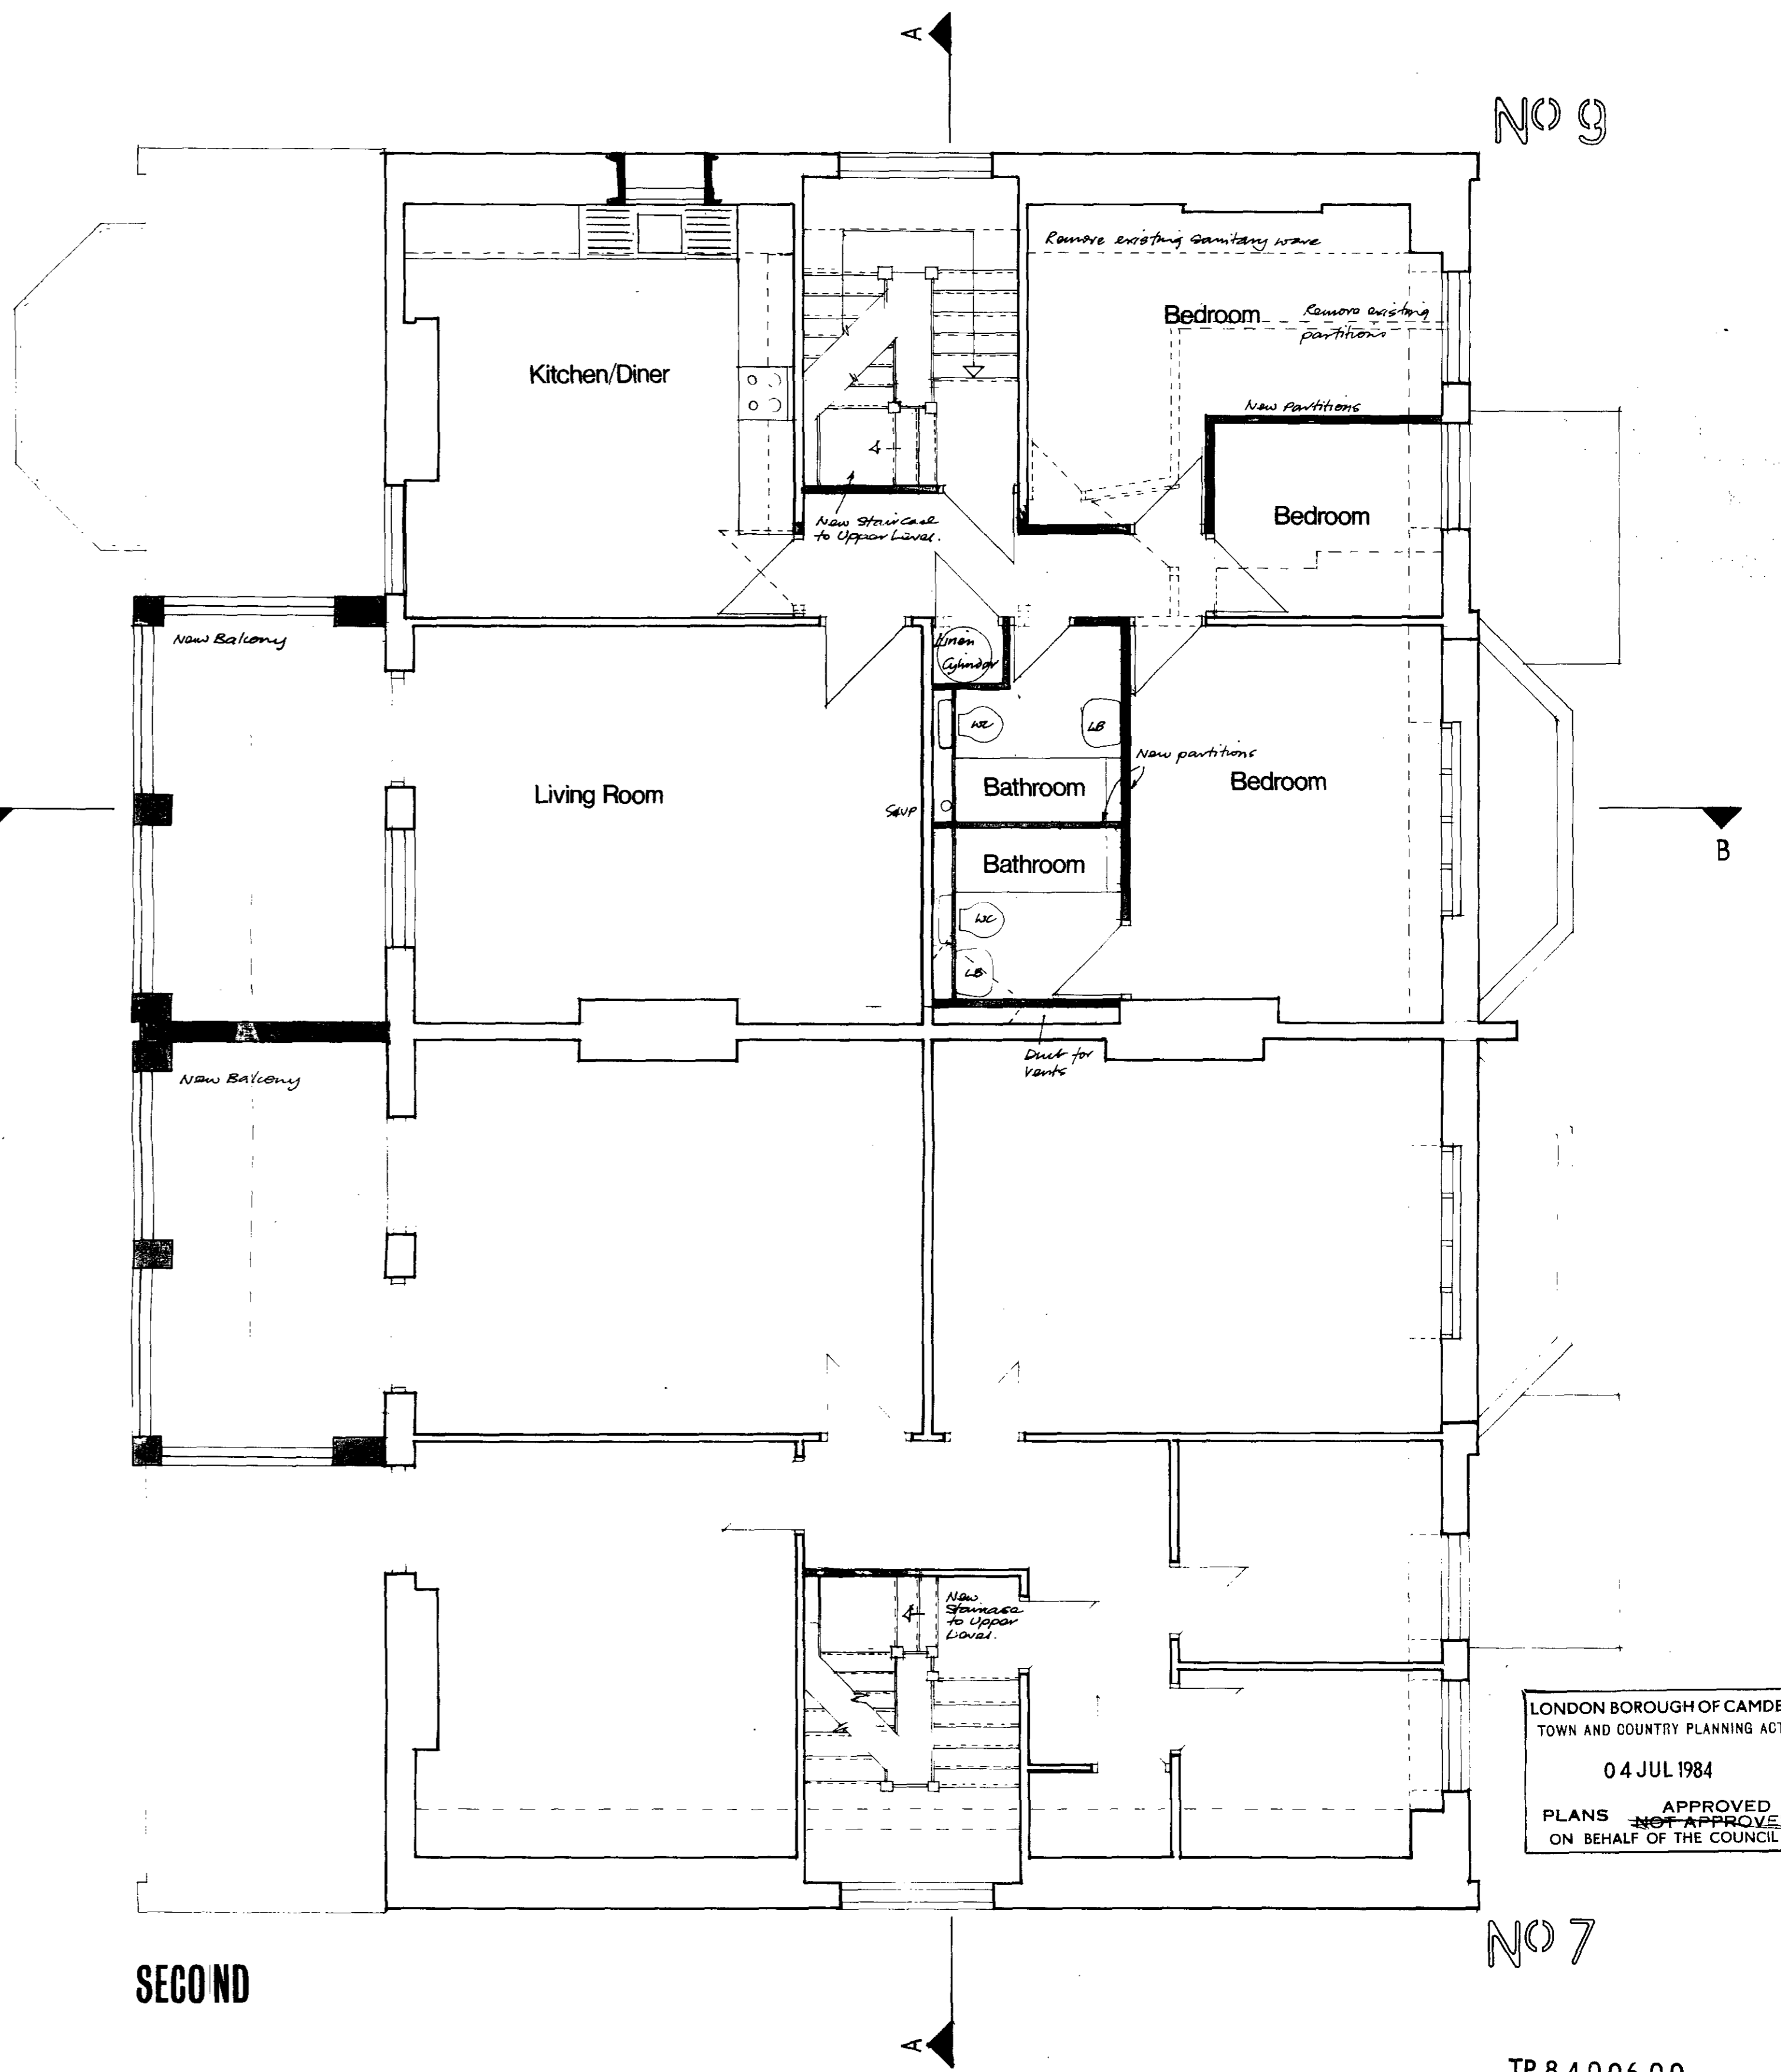 A
No 9
Remove existing sanitary ware
Bedroom
Remove existing
partitions
Kitchen/Diner
New Partitions
Bedroom
New Staircase
to Upper Level.
New Balcony
Linen
Cylinder
WC
LB
New partitions
Living Room
Bathroom
Bedroom
SVP
B
Bathroom
WC
LB
Duct for
vents
New Balcony
New
Staircase
to Upper
Level.
LONDON BOROUGH OF CAMDE
TOWN AND COUNTRY PLANNING ACT
04 JUL 1984
APPROVED
PLANS NOT APPROVE
ON BEHALF OF THE COUNCIL
No 7
SECOND
A